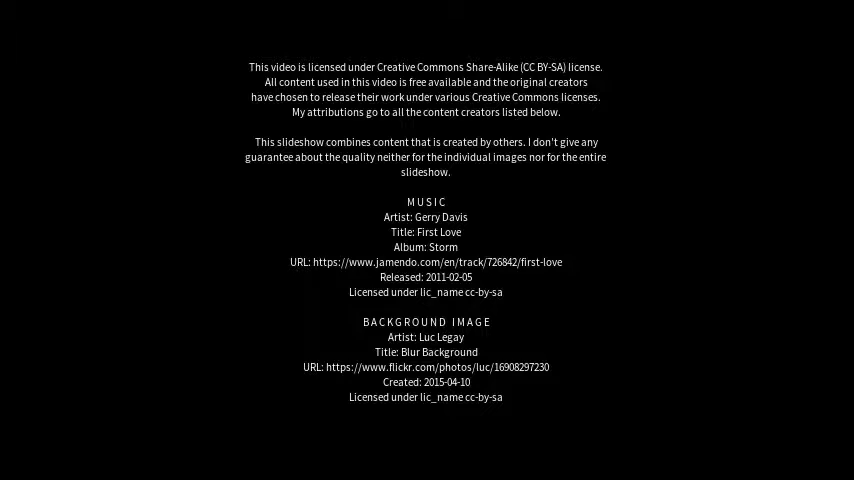 This video is licensed under Creative Commons Share-Alike (CC BY-SA) license.
All content used in this video is free available and the original creators
have chosen to release their work under various Creative Commons licenses.
My attributions go to all the content creators listed below.
This slideshow combines content that is created by others. I don't give any
guarantee about the quality neither for the individual images nor for the entire
slideshow.
MUSIC
Artist: Gerry Davis
Title: First Love
Album: Storm
URL: https://www.jamendo.com/en/track/726842/first-love
Released: 2011-02-05
Licensed under lic_name cc-by-sa
BACKGROUND IMAGE
Artist: Luc Legay
Title: Blur Background
URL: https://www.flickr.com/photos/luc/16908297230
Created: 2015-04-10
Licensed under lic_name cc-by-sa